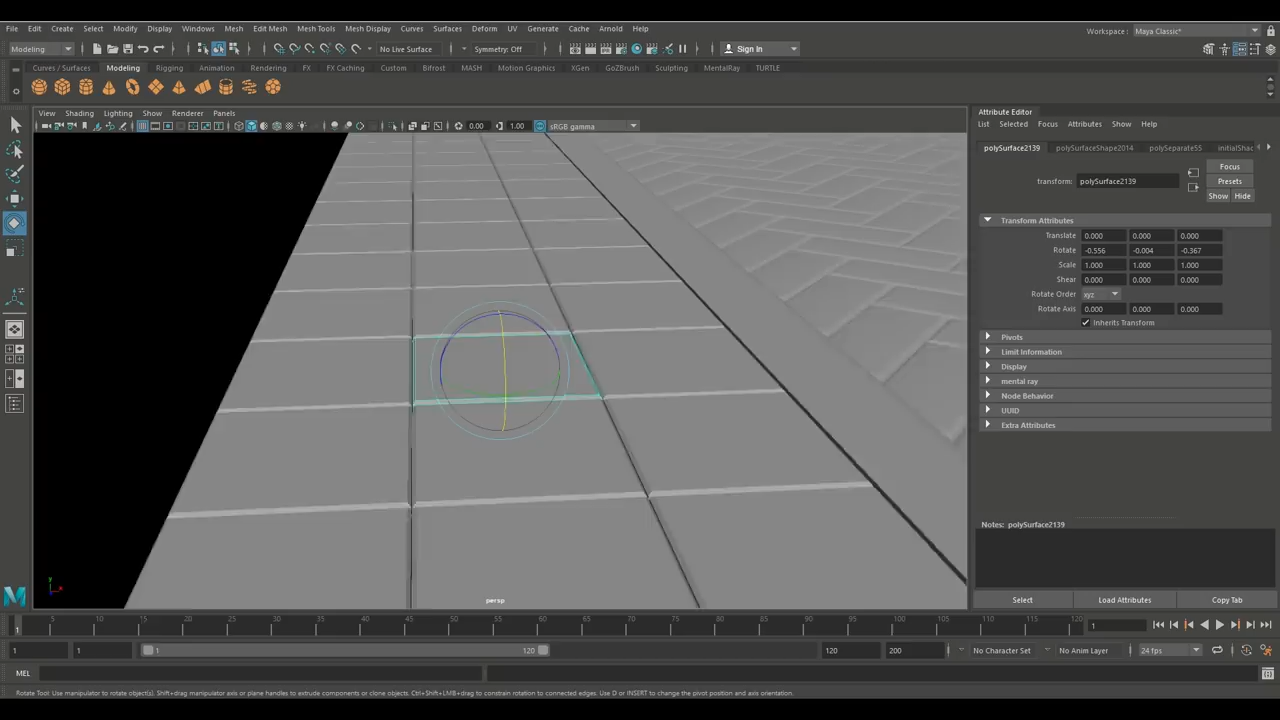 File Edit Create Select Modify Display Windows Mesh Edit Mesh Mesh Tools Mesh Display Curves Surfaces Deform UV Generate Cache Arnold Help
Workspace: Maya Classic*
Modeling No Live Surface Symmetry: Off Sign In
Curves / Surfaces Modeling Rigging Animation Rendering FX FX Caching Custom Bifrost MASH Motion Graphics XGen GoZBrush Sculpting MentalRay TURTLE
View Shading Lighting Show Renderer Panels
0.00 1.00 sRGB gamma
persp
Attribute Editor
List Selected Focus Attributes Show Help
polySurface2139 polySurfaceShape2014 polySeparate55 initialShac
transform: polySurface2139
Focus
Presets
Show Hide
Transform Attributes
Translate 0.000 0.000 0.000
Rotate -0.556 -0.004 -0.367
Scale 1.000 1.000 1.000
Shear 0.000 0.000 0.000
Rotate Order xyz
Rotate Axis 0.000 0.000 0.000
Inherits Transform
Pivots
Limit Information
Display
mental ray
Node Behavior
UUID
Extra Attributes
Notes: polySurface2139
Select Load Attributes Copy Tab
1 5 10 15 20 25 30 35 40 45 50 55 60 65 70 75 80 85 90 95 100 105 110 115 120 1
1 1 1 120 120 200 No Character Set No Anim Layer 24 fps
MEL
Rotate Tool: Use manipulator to rotate object(s). Shift+drag manipulator axis or plane handles to extrude components or clone objects. Ctrl+Shift+LMB+drag to constrain rotation to connected edges. Use D or INSERT to change the pivot position and axis orientation.